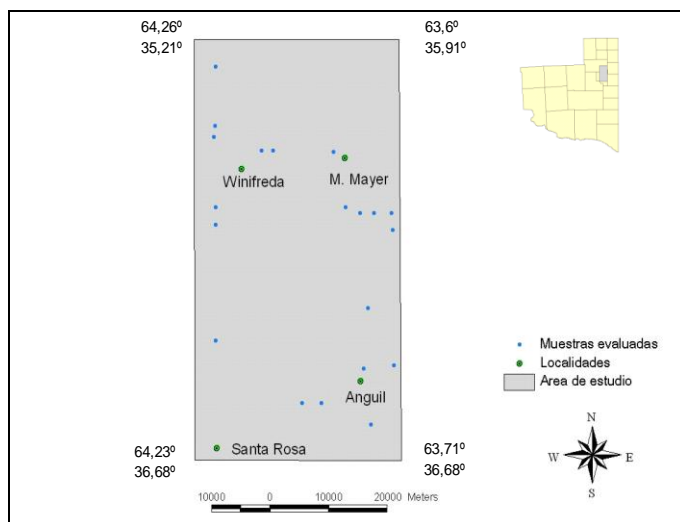 64,26º
35,21º
63,6º
35,91º
Winifreda
M. Mayer
Muestras evaluadas
Localidades
Area de estudio
Anguil
Santa Rosa
64,23º
36,68º
63,71º
36,68º
N
W E
S
10000 0 10000 20000 Meters